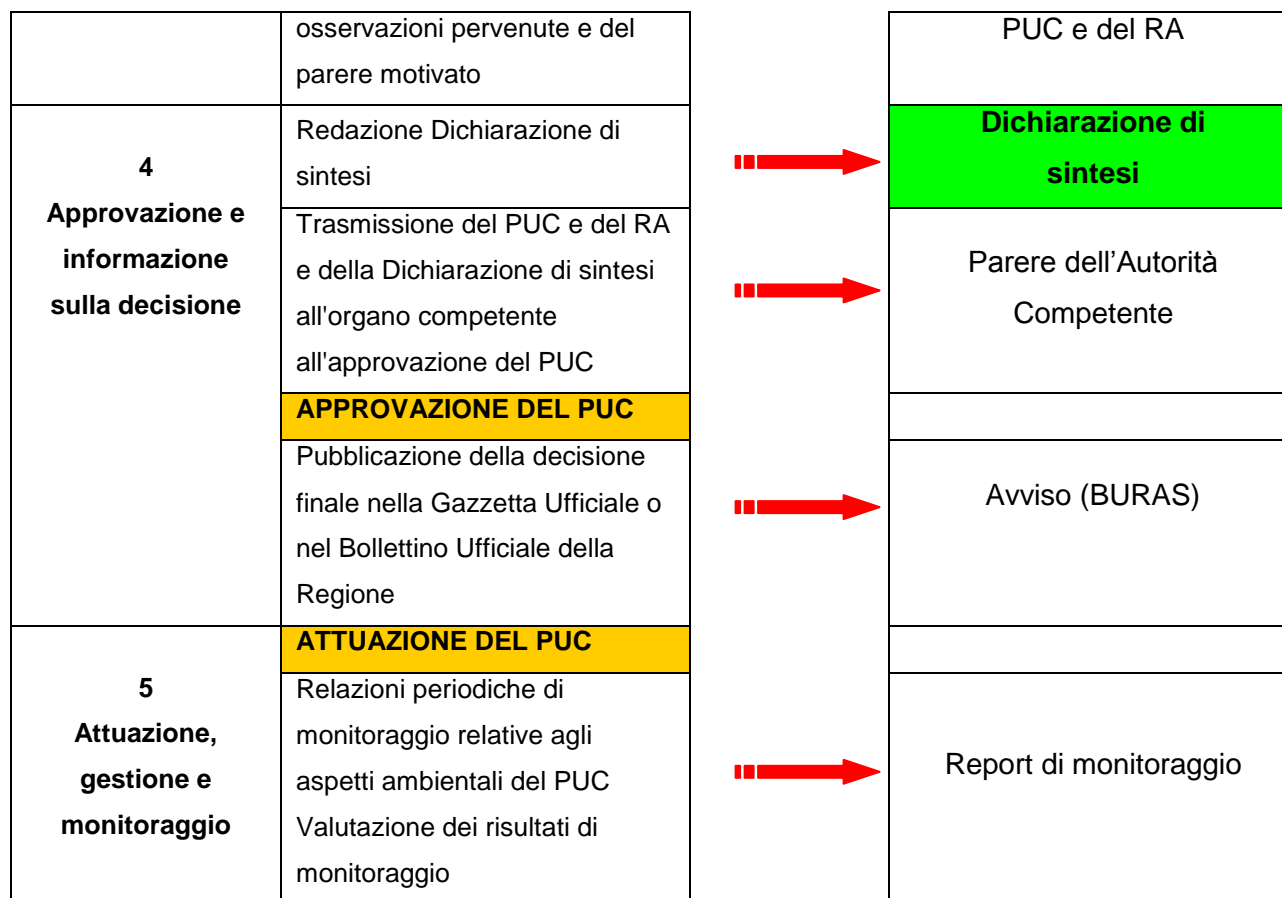 osservazioni pervenute e del
parere motivato
PUC e del RA
4
Approvazione e
informazione
sulla decisione
Redazione Dichiarazione di
sintesi
Dichiarazione di
sintesi
Trasmissione del PUC e del RA
e della Dichiarazione di sintesi
all'organo competente
all'approvazione del PUC
Parere dell’Autorità
Competente
APPROVAZIONE DEL PUC
Pubblicazione della decisione
finale nella Gazzetta Ufficiale o
nel Bollettino Ufficiale della
Regione
Avviso (BURAS)
5
Attuazione,
gestione e
monitoraggio
ATTUAZIONE DEL PUC
Relazioni periodiche di
monitoraggio relative agli
aspetti ambientali del PUC
Valutazione dei risultati di
monitoraggio
Report di monitoraggio